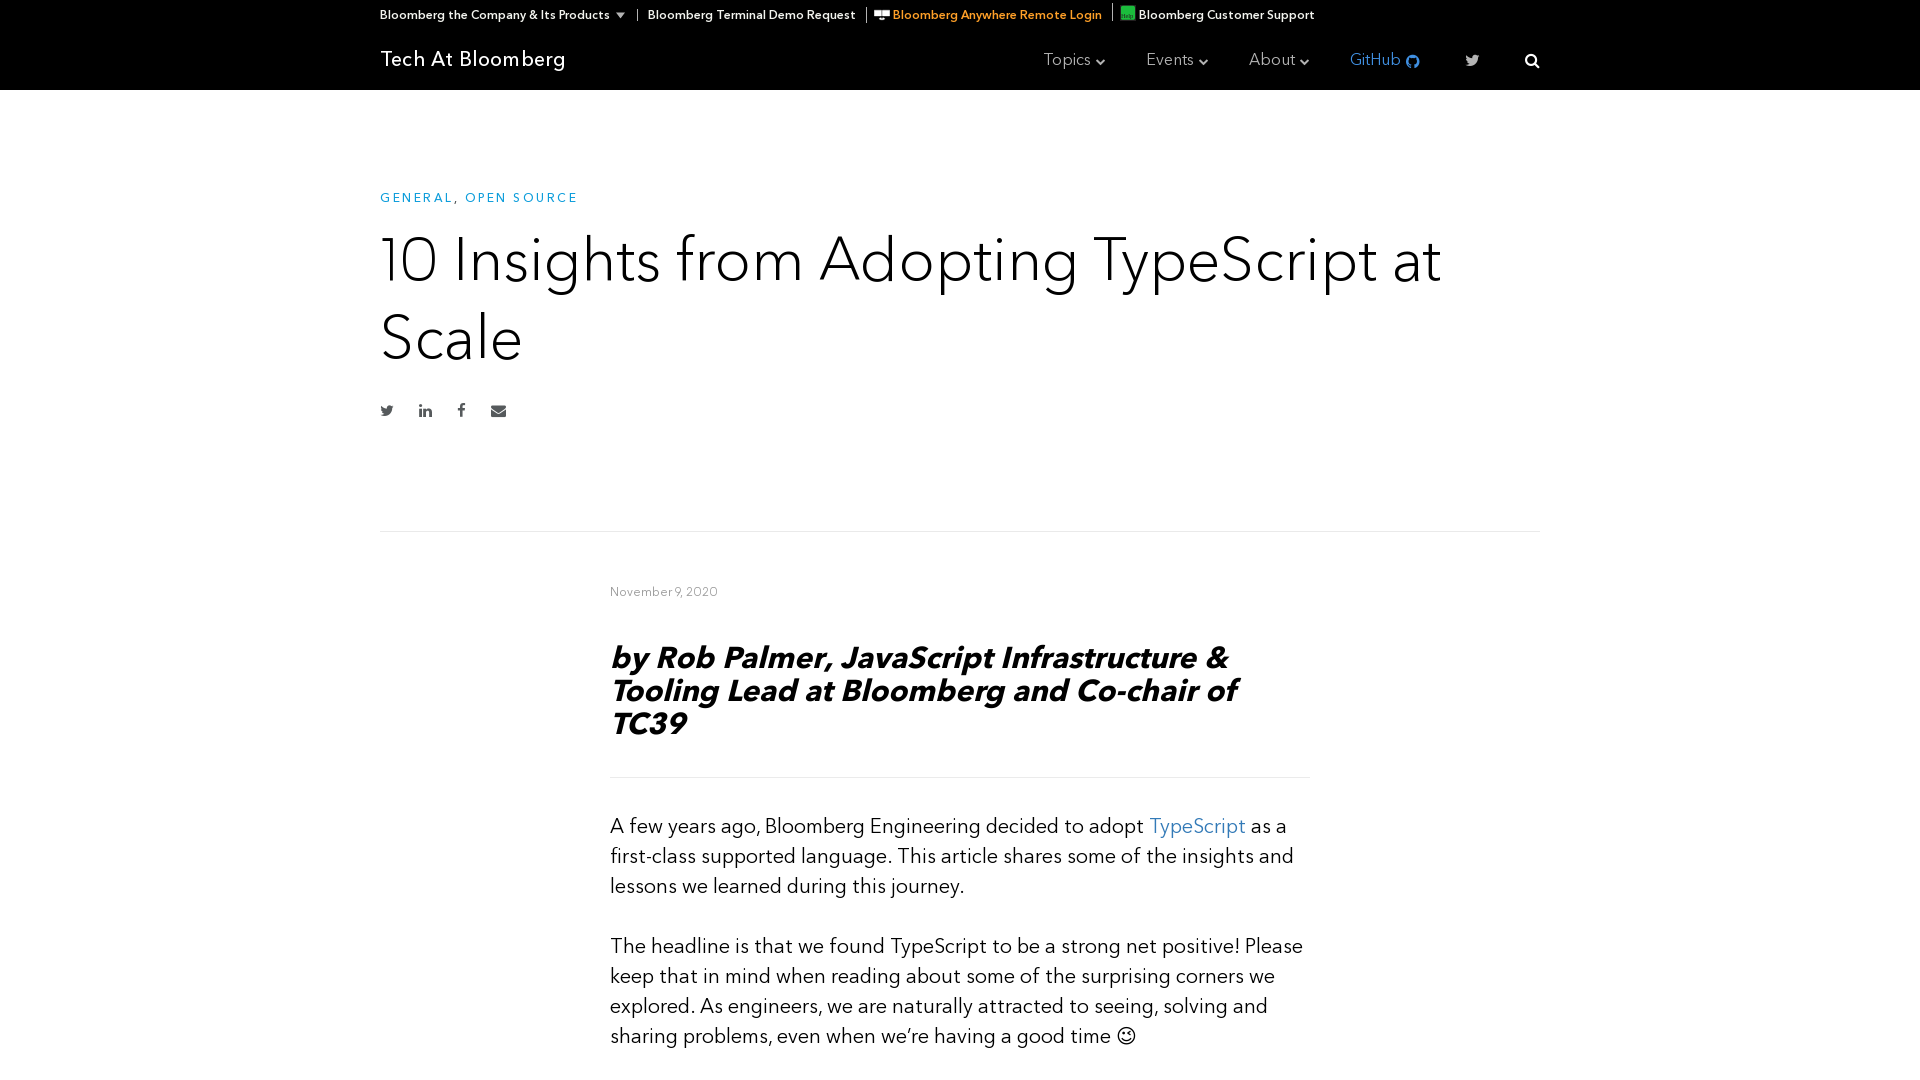 Bloomberg the Company & Its Products
Bloomberg Terminal Demo Request
Bloomberg Anywhere Remote Login
Bloomberg Customer Support
Tech At Bloomberg
Topics
Events
About
GitHub
GENERAL, OPEN SOURCE
10 Insights from Adopting TypeScript at
Scale
November 9, 2020
by Rob Palmer, JavaScript Infrastructure &
Tooling Lead at Bloomberg and Co-chair of
TC39
A few years ago, Bloomberg Engineering decided to adopt TypeScript as a
first-class supported language. This article shares some of the insights and
lessons we learned during this journey.
The headline is that we found TypeScript to be a strong net positive! Please
keep that in mind when reading about some of the surprising corners we
explored. As engineers, we are naturally attracted to seeing, solving and
sharing problems, even when we’re having a good time 😉